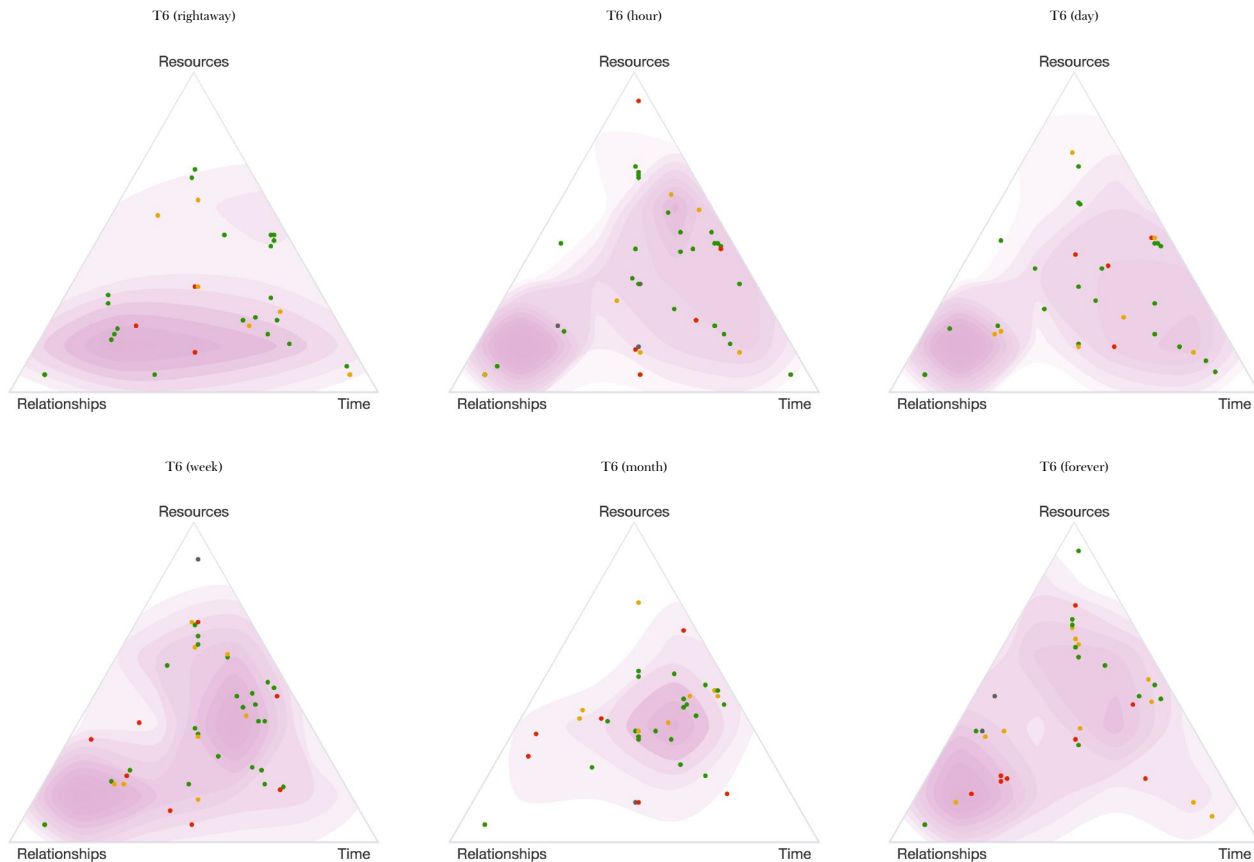 T6 (rightaway)
T6 (hour)
T6 (day)
Resources
Resources
Resources
Relationships
Time
Relationships
Time
Relationships
Time
T6 (week)
T6 (month)
T6 (forever)
Resources
Resources
Resources
Relationships
Time
Relationships
Time
Relationships
Time